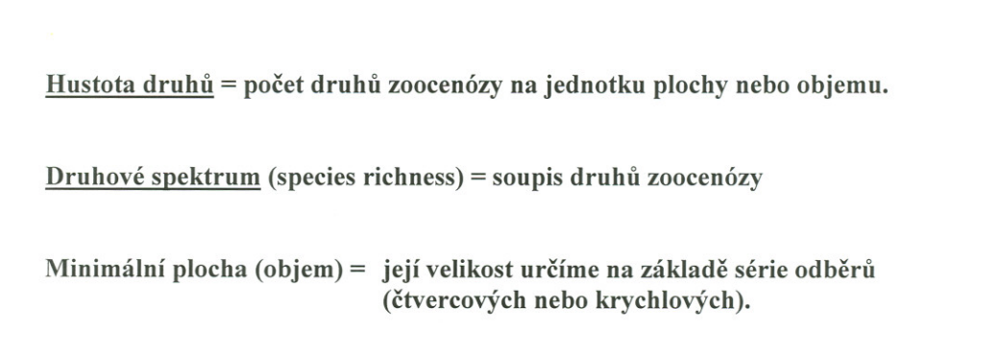 Hustota druhů = počet druhů zoocenózy na jednotku plochy nebo objemu.
Druhové spektrum (species richness) = soupis druhů zoocenózy
Minimální plocha (objem) = její velikost určíme na základě série odběrů
(čtvercových nebo krychlových).